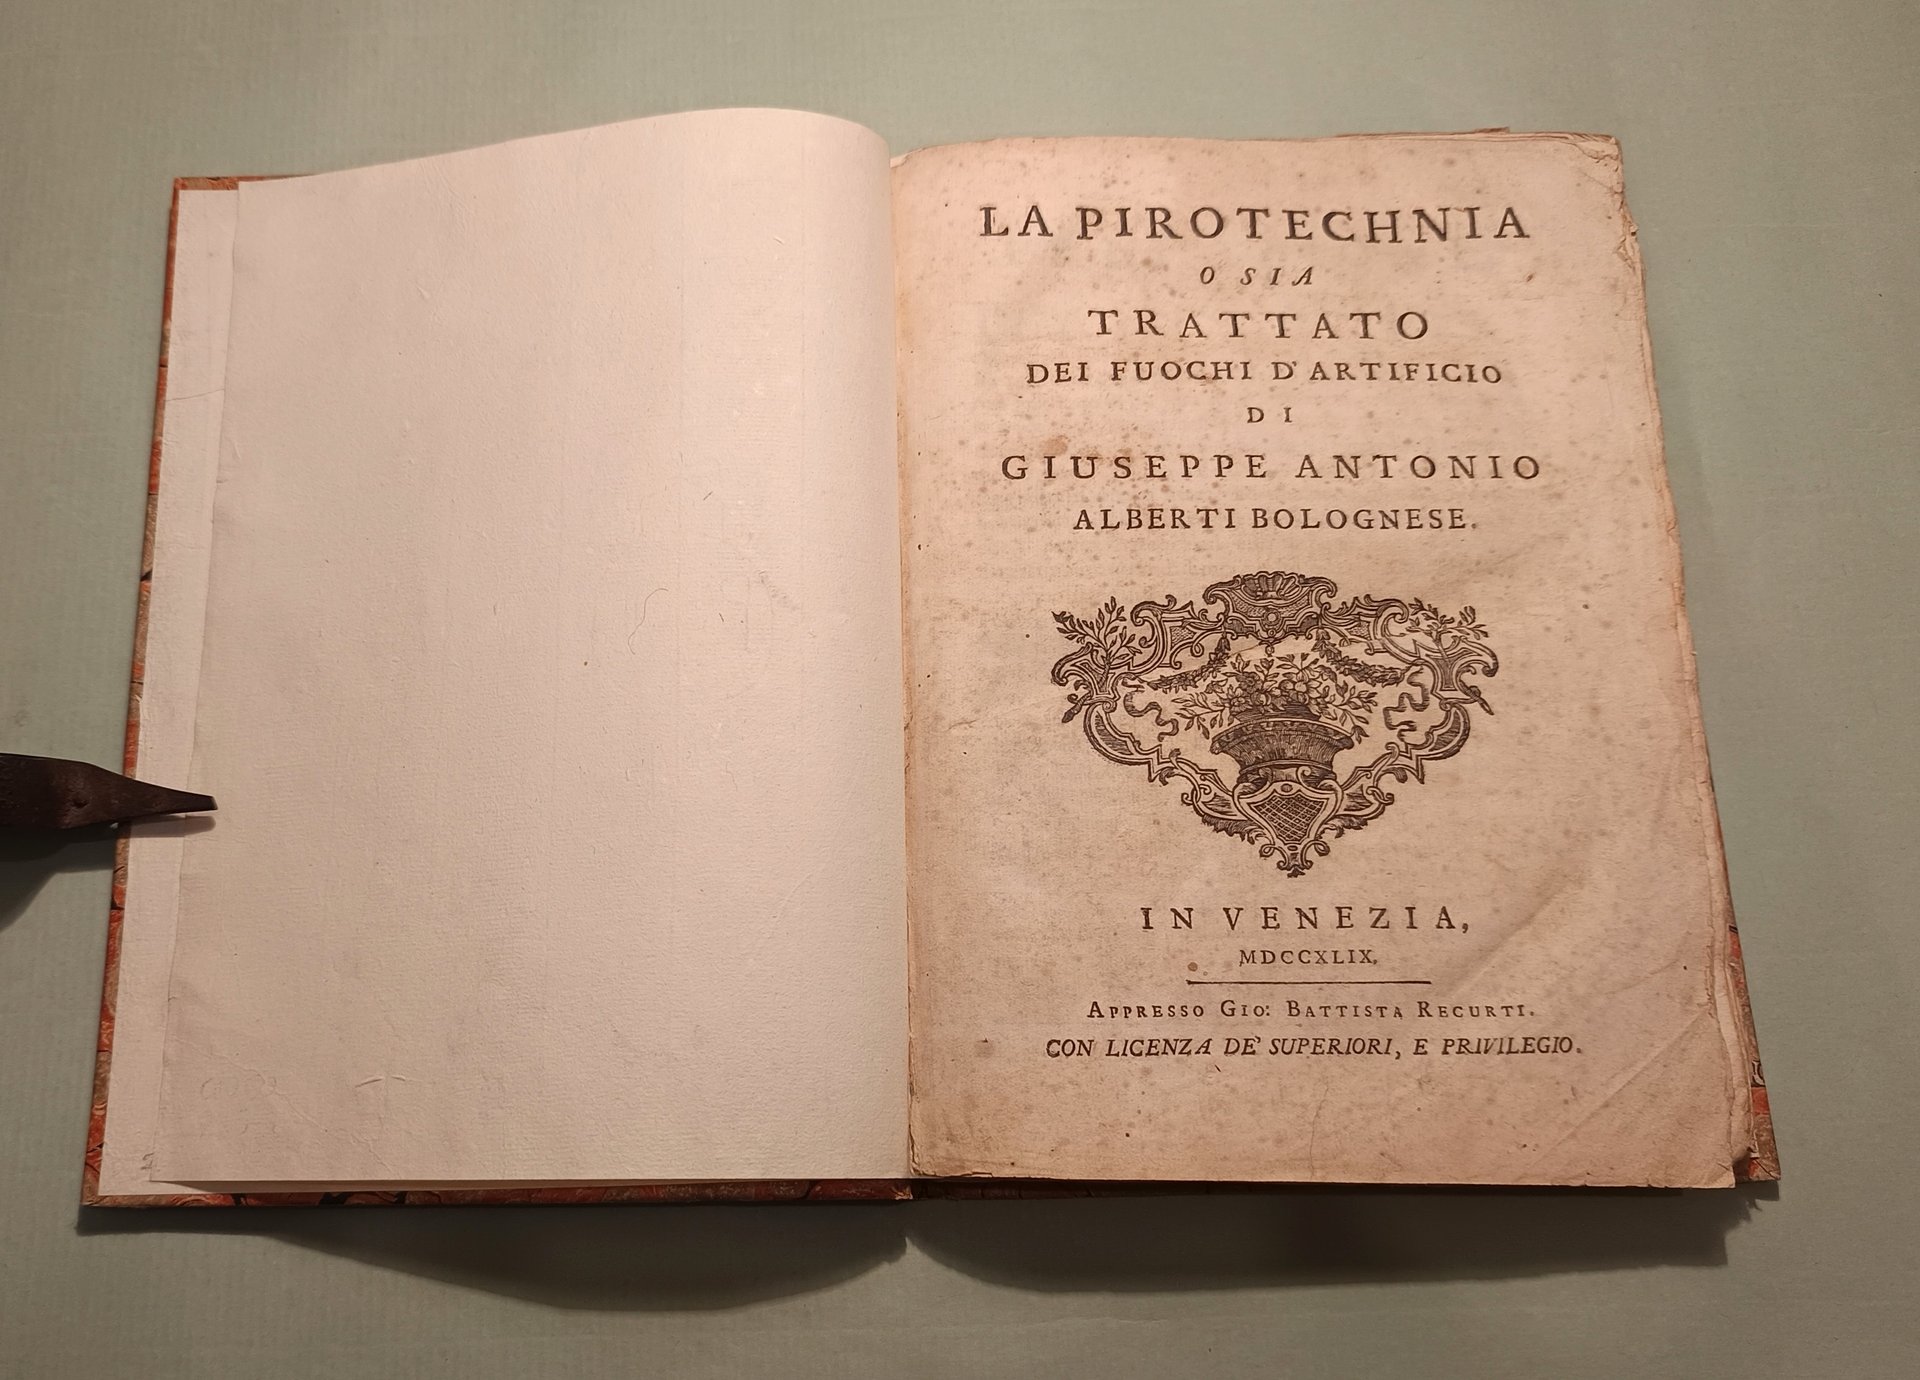 LA PIROTECHNIA
O SIA
TRATTATO
DEI FUOCHI D'ARTIFICIO
DI
GIUSEPPE ANTONIO
ALBERTI BOLOGNESE.
IN VENEZIA,
MDCCXLIX.
APPRESSO GIO: BATTISTA RECURTI.
CON LICENZA DE' SUPERIORI, E PRIVILEGIO.